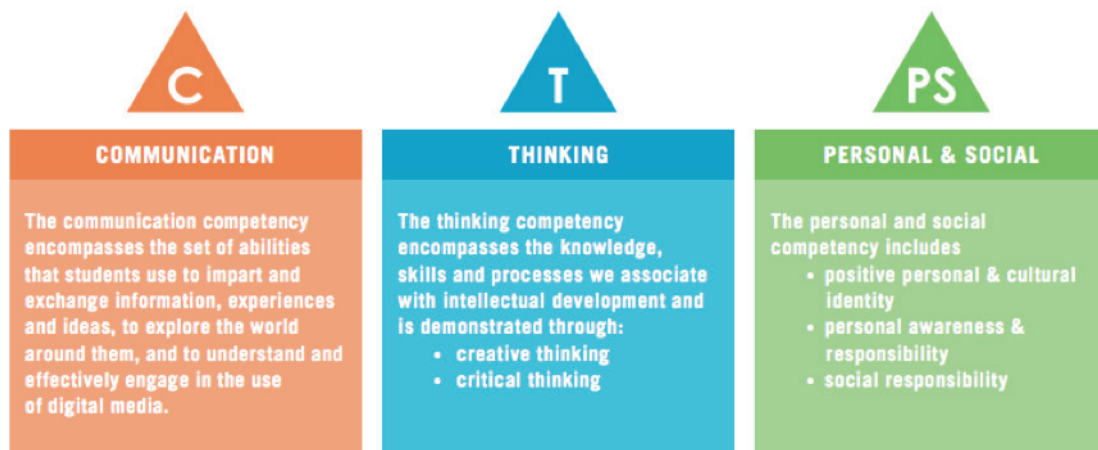 C
COMMUNICATION
The communication competency
encompasses the set of abilities
that students use to impart and
exchange information, experiences
and ideas, to explore the world
around them, and to understand and
effectively engage in the use
of digital media.
T
THINKING
The thinking competency
encompasses the knowledge,
skills and processes we associate
with intellectual development and
is demonstrated through:
• creative thinking
• critical thinking
PS
PERSONAL & SOCIAL
The personal and social
competency includes
• positive personal & cultural
identity
• personal awareness &
responsibility
• social responsibility